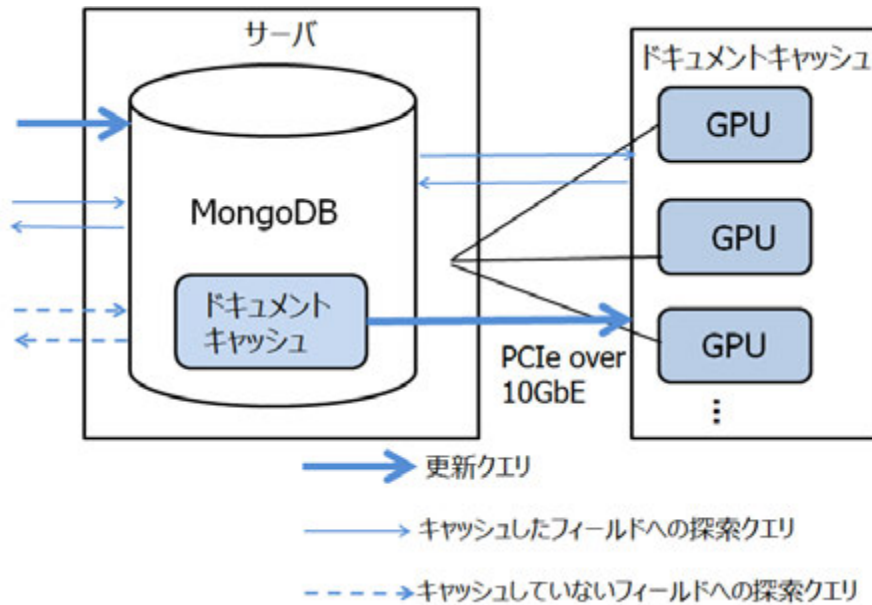 サーバ
ドキュメントキャッシュ
GPU
MongoDB
GPU
ドキュメント
キャッシュ
GPU
PCIe over
10GbE
⋮
更新クエリ
キャッシュしたフィールドへの探索クエリ
キャッシュしていないフィールドへの探索クエリ